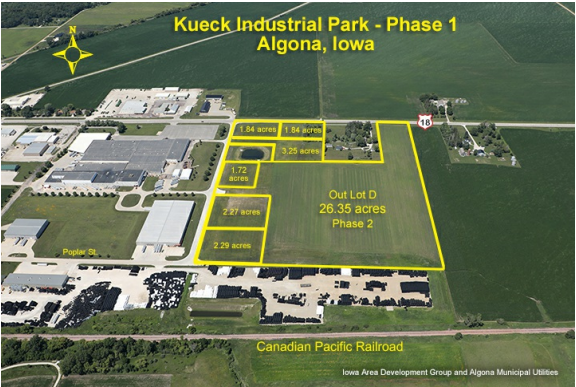 Kueck Industrial Park - Phase 1
Algona, Iowa
N
18
1.84 acres
1.84 acres
3.25 acres
1.72
acres
Out Lot D
26.35 acres
Phase 2
2.27 acres
2.29 acres
Poplar St.
Canadian Pacific Railroad
Iowa Area Development Group and Algona Municipal Utilities